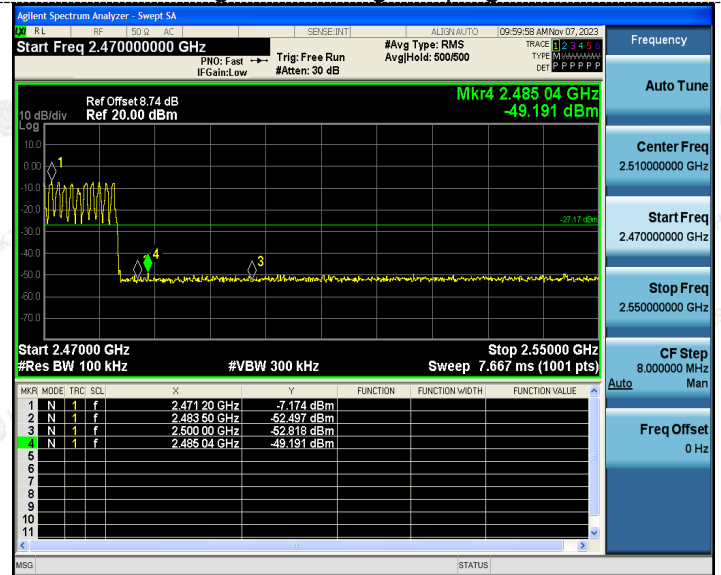 Agilent Spectrum Analyzer - Swept SA
LXI RL RF 50 Ω AC SENSE:INT ALIGN AUTO 09:59:58 AM Nov 07, 2023
Start Freq 2.470000000 GHz
PNO: Fast
IFGain:Low
Trig: Free Run
#Atten: 30 dB
#Avg Type: RMS
Avg|Hold: 500/500
TRACE 1 2 3 4 5 6
TYPE M W W W W W
DET P P P P P P
Frequency
Mkr4 2.485 04 GHz
-49.191 dBm
Ref Offset 8.74 dB
10 dB/div Ref 20.00 dBm
Log
10.0
0.00
-10.0
-20.0
-30.0
-40.0
-50.0
-60.0
-70.0
1
4
3
-27.17 dBm
Start 2.47000 GHz Stop 2.55000 GHz
#Res BW 100 kHz #VBW 300 kHz Sweep 7.667 ms (1001 pts)
MKR MODE TRC SCL X Y FUNCTION FUNCTION WIDTH FUNCTION VALUE
1 N 1 f 2.471 20 GHz -7.174 dBm
2 N 1 f 2.483 50 GHz -52.497 dBm
3 N 1 f 2.500 00 GHz -52.818 dBm
4 N 1 f 2.485 04 GHz -49.191 dBm
5
6
7
8
9
10
11
Auto Tune
Center Freq
2.510000000 GHz
Start Freq
2.470000000 GHz
Stop Freq
2.550000000 GHz
CF Step
8.000000 MHz
Auto Man
Freq Offset
0 Hz
MSG STATUS